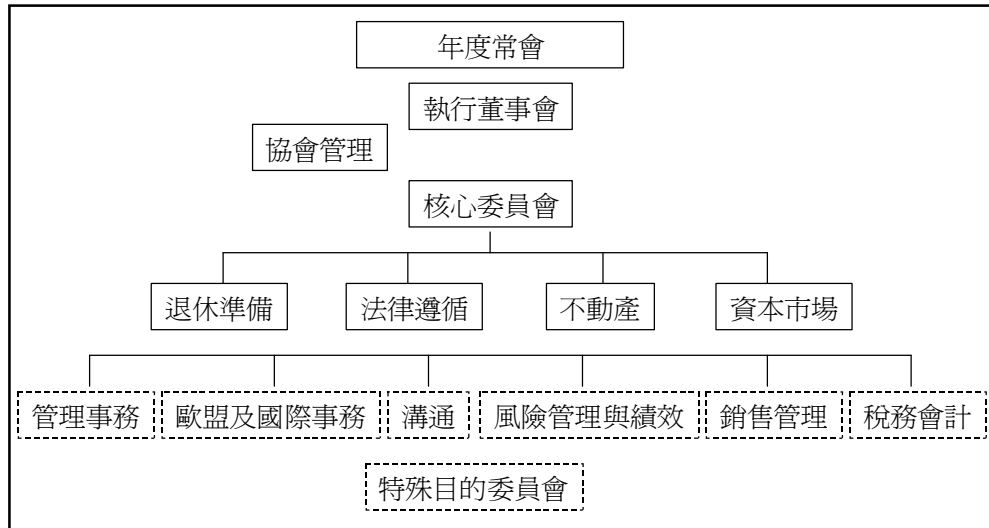 年度常會
執行董事會
協會管理
核心委員會
退休準備
法律遵循
不動產
資本市場
管理事務
歐盟及國際事務
溝通
風險管理與績效
銷售管理
稅務會計
特殊目的委員會